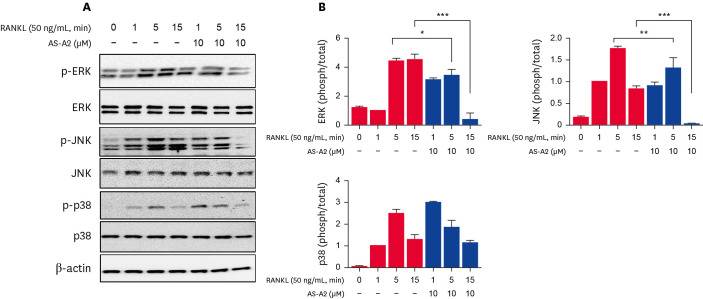 A
RANKL (50 ng/mL, min) 0 1 5 15 1 5 15
AS-A2 (μM) – – – – 10 10 10
p-ERK
ERK
p-JNK
JNK
p-p38
p38
β-actin
B
ERK (phosph/total)
6
4
2
0
*
***
RANKL (50 ng/mL, min) 0 1 5 15 1 5 15
AS-A2 (μM) – – – – 10 10 10
JNK (phosph/total)
2.0
1.5
1.0
0.5
0
**
***
RANKL (50 ng/mL, min) 0 1 5 15 1 5 15
AS-A2 (μM) – – – – 10 10 10
p38 (phosph/total)
4
3
2
1
0
RANKL (50 ng/mL, min) 0 1 5 15 1 5 15
AS-A2 (μM) – – – – 10 10 10